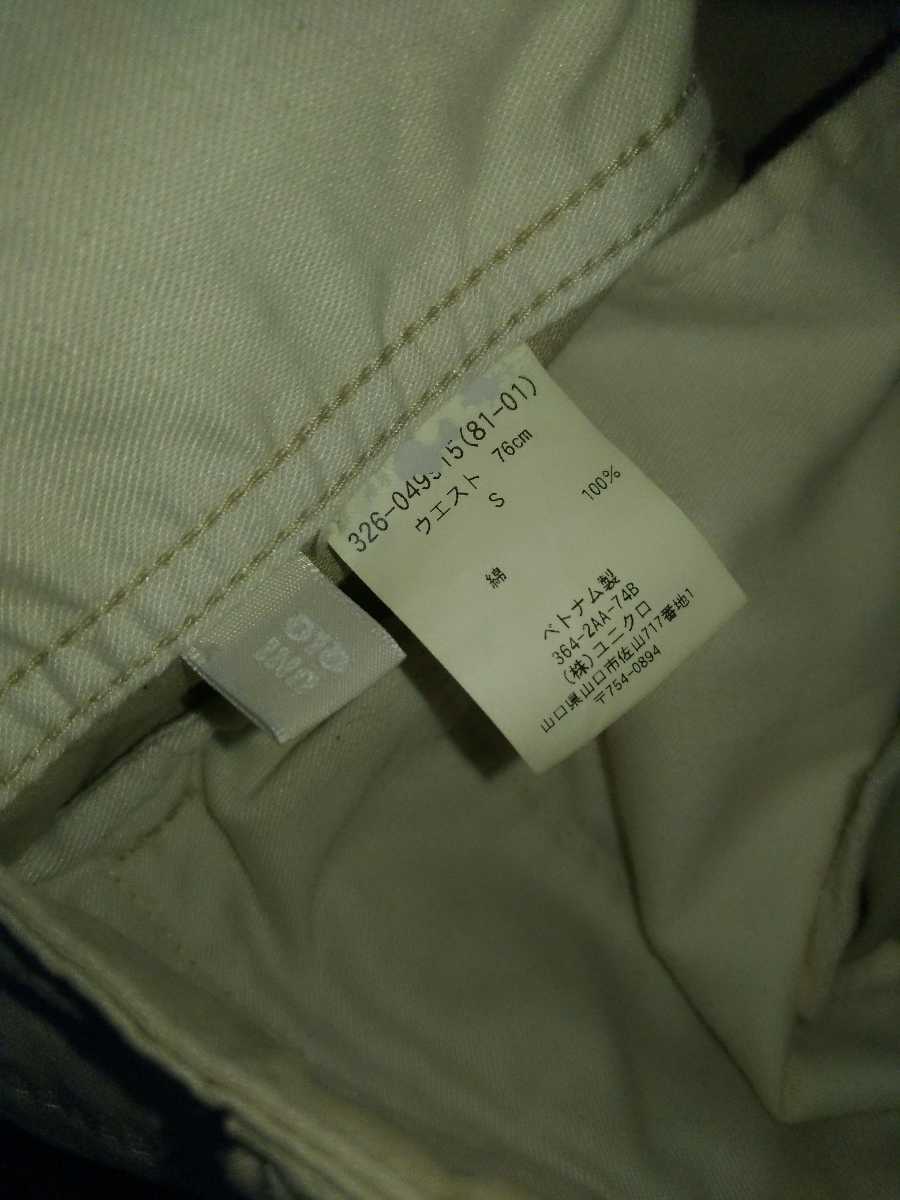 326-049515(81-01)
ウエスト 76cm
S
綿 100%
ベトナム製
364-2AA-74B
(株)ユニクロ
山口県山口市佐山717番地1
〒754-0894